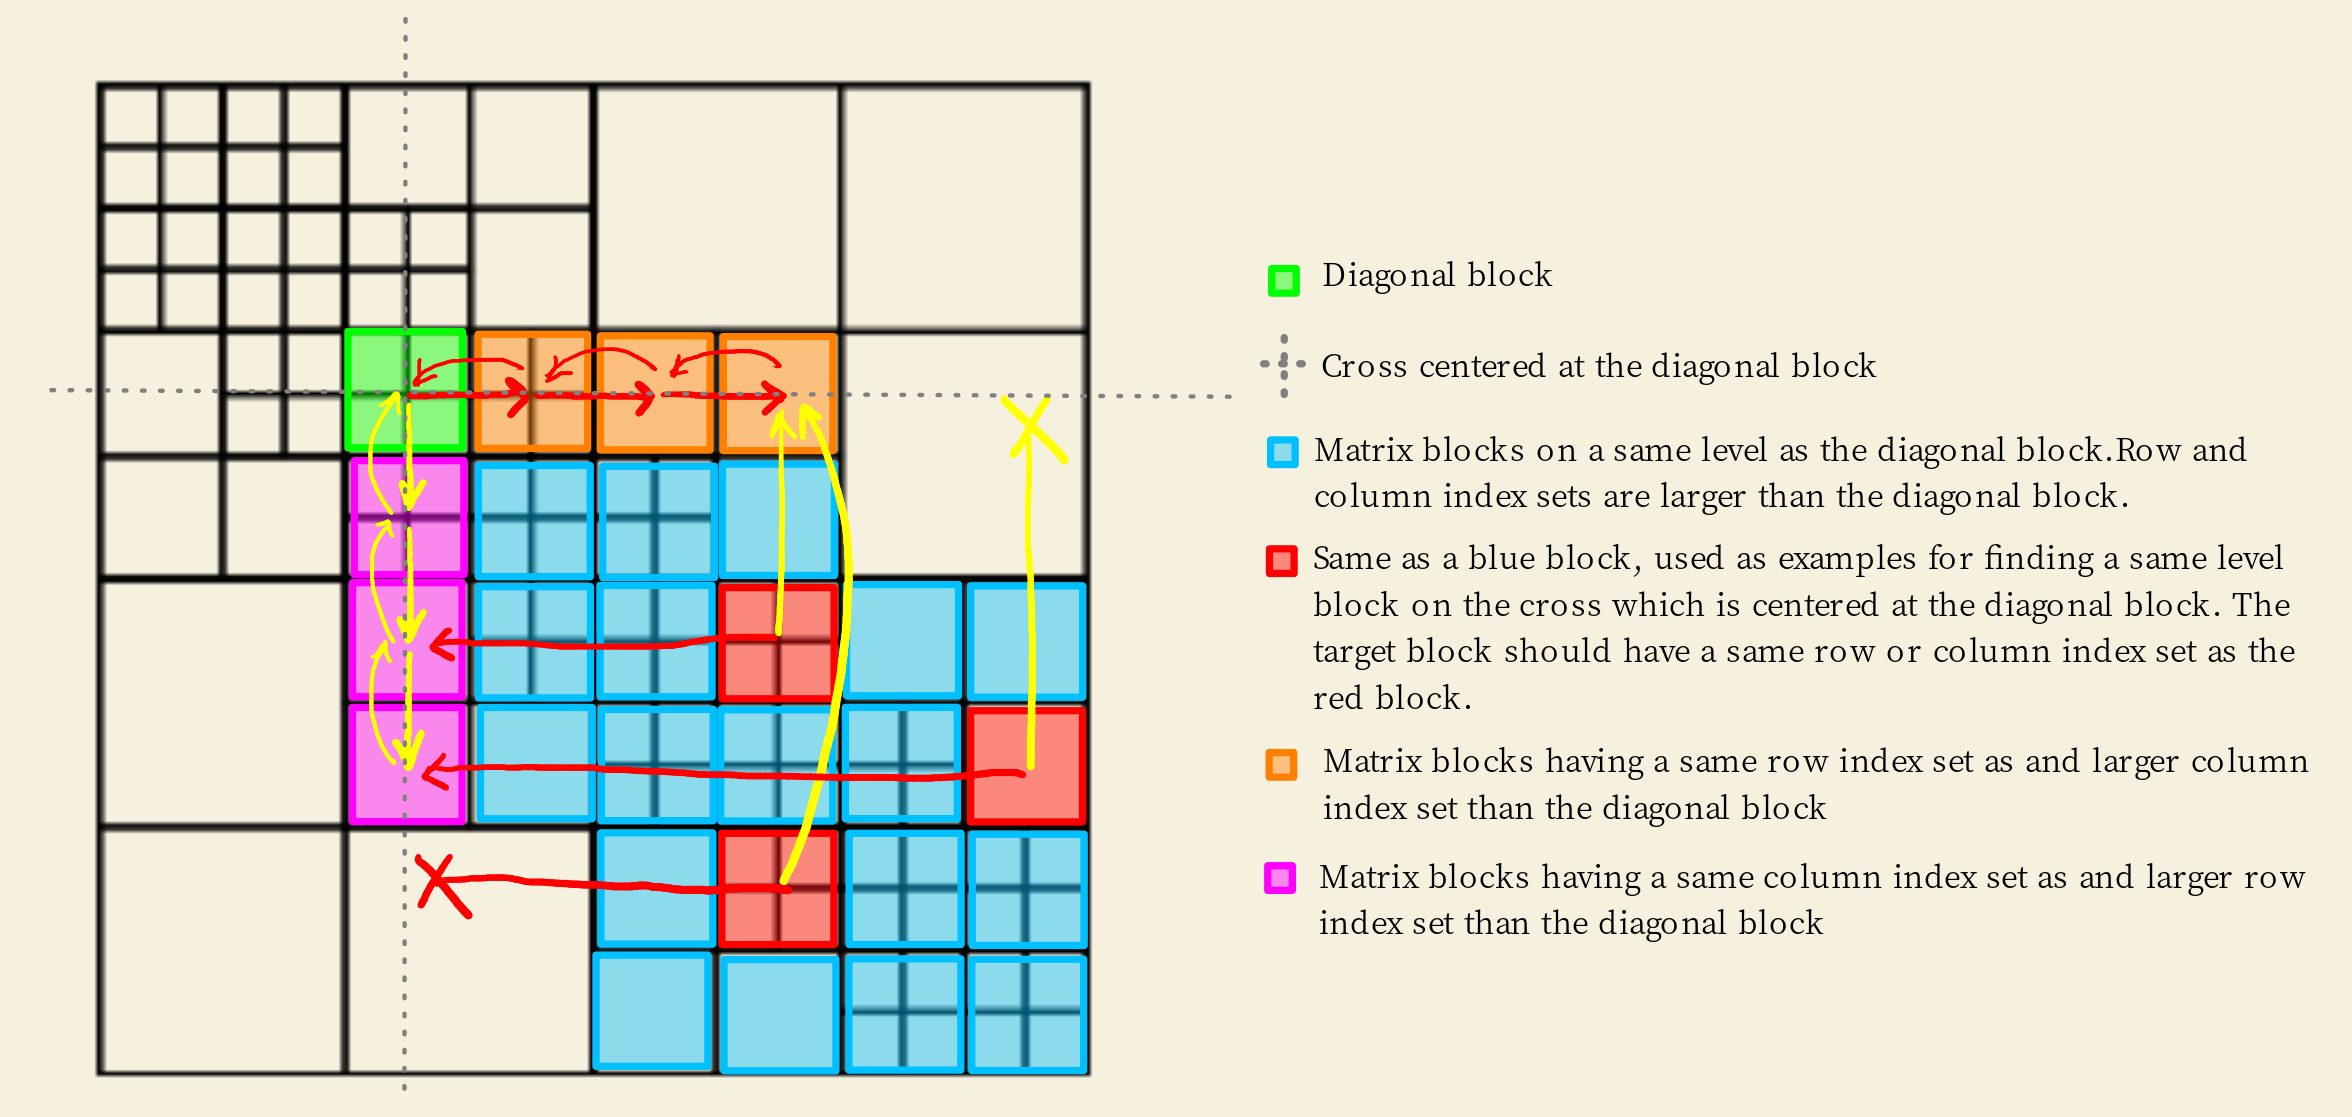 Diagonal block
Cross centered at the diagonal block
Matrix blocks on a same level as the diagonal block.Row and
column index sets are larger than the diagonal block.
Same as a blue block, used as examples for finding a same level
block on the cross which is centered at the diagonal block. The
target block should have a same row or column index set as the
red block.
Matrix blocks having a same row index set as and larger column
index set than the diagonal block
Matrix blocks having a same column index set as and larger row
index set than the diagonal block